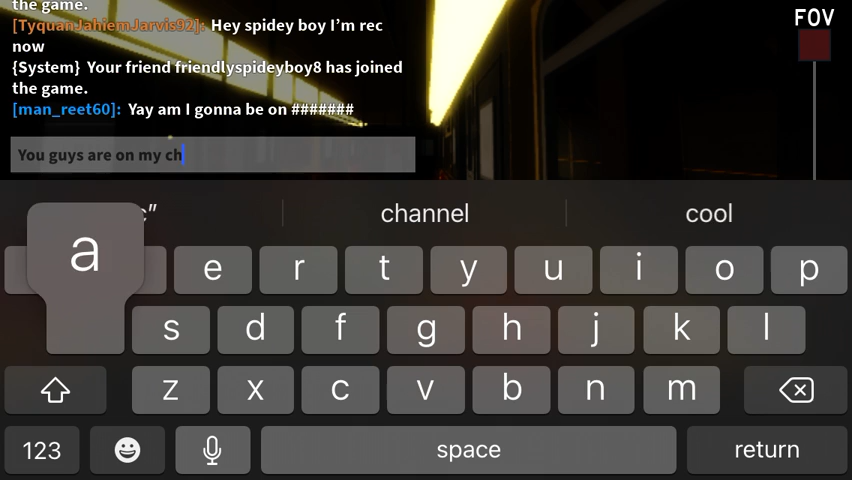 the game.
[TyquanJahiemJarvis92]: Hey spidey boy I'm rec
now
{System} Your friend friendlyspideyboy8 has joined
the game.
[man_reet60]: Yay am I gonna be on #######
You guys are on my ch
FOV
channel cool
a
e r t y u i o p
s d f g h j k l
z x c v b n m
123 space return